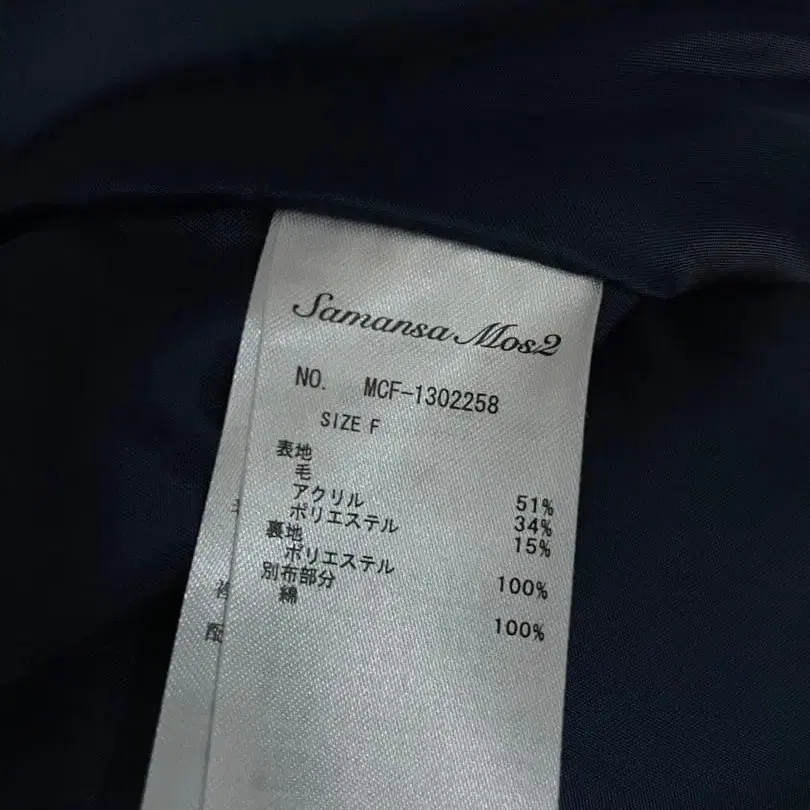 Samansa Mos2
NO. MCF-1302258
SIZE F
表地
毛 51%
アクリル 34%
ポリエステル 15%
裏地
ポリエステル 100%
別布部分
綿 100%